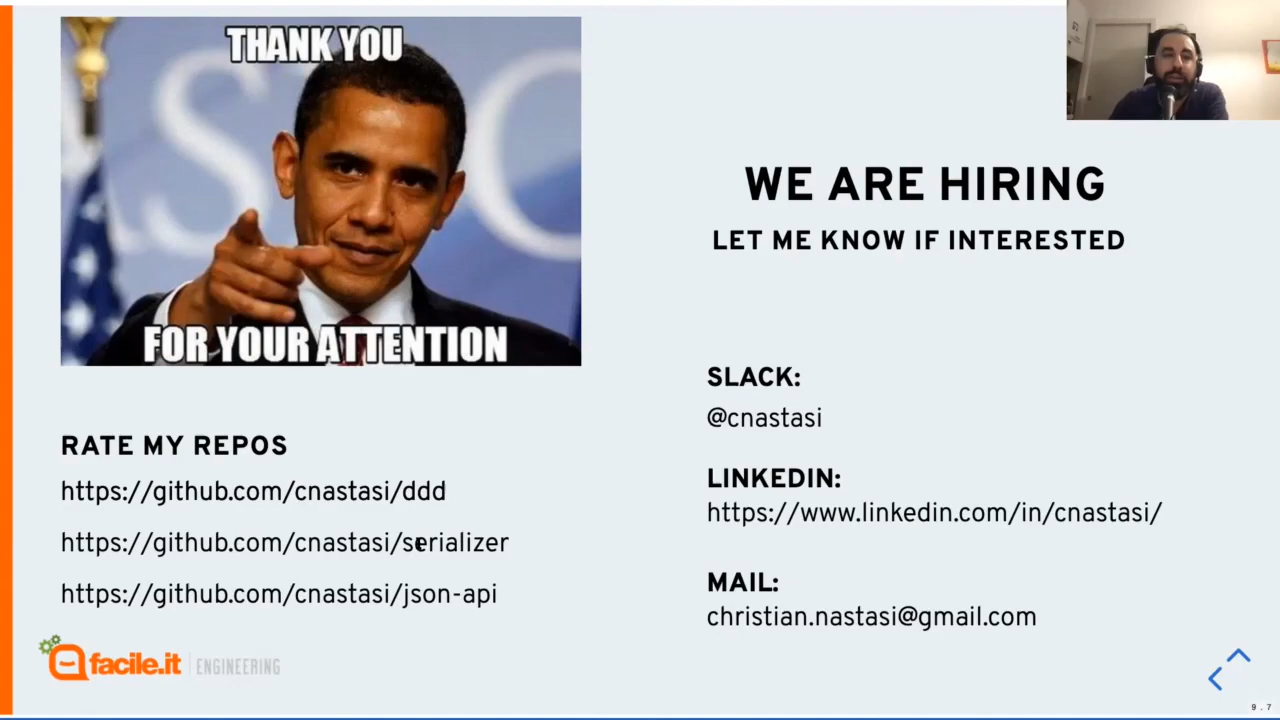 THANK YOU
FOR YOUR ATTENTION
WE ARE HIRING
LET ME KNOW IF INTERESTED
RATE MY REPOS
https://github.com/cnastasi/ddd
https://github.com/cnastasi/serializer
https://github.com/cnastasi/json-api
SLACK:
@cnastasi
LINKEDIN:
https://www.linkedin.com/in/cnastasi/
MAIL:
christian.nastasi@gmail.com
facile.it ENGINEERING
9.7